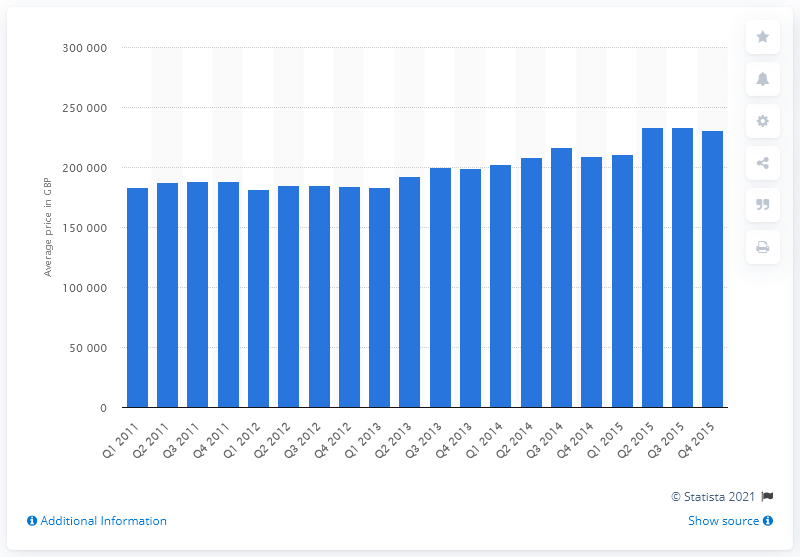 300 000
250 000
200 000
150 000
100 000
50 000
0
Average price in GBP
Q1 2011
Q2 2011
Q3 2011
Q4 2011
Q1 2012
Q2 2012
Q3 2012
Q4 2012
Q1 2013
Q2 2013
Q3 2013
Q4 2013
Q1 2014
Q2 2014
Q3 2014
Q4 2014
Q1 2015
Q2 2015
Q3 2015
Q4 2015
© Statista 2021
Additional Information
Show source